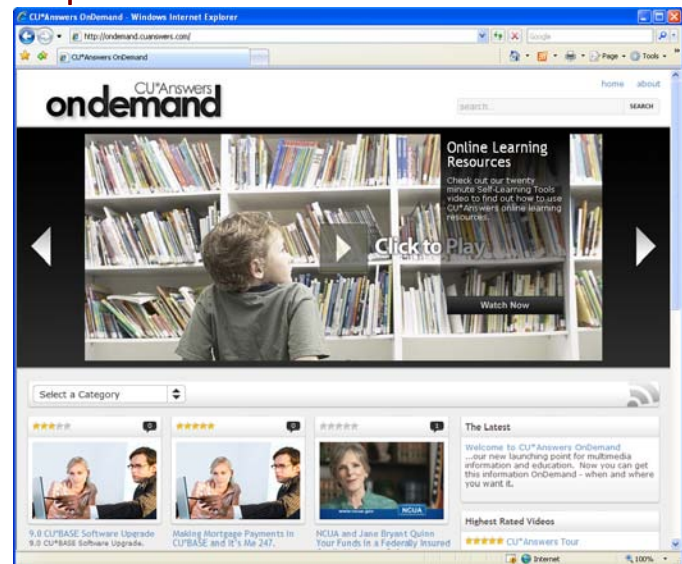 CU*Answers OnDemand - Windows Internet Explorer
http://ondemand.cuanswers.com/
Google
CU*Answers OnDemand
Page
Tools
home about
CU*Answers
ondemand
search...
SEARCH
Online Learning
Resources
Check out our twenty
minute Self-Learning Tools
video to find out how to use
CU*Answers online learning
resources.
Click to Play
Watch Now
Select a Category
0
0
1
9.0 CU*BASE Software Upgrade
9.0 CU*BASE Software Upgrade.
Making Mortgage Payments in
CU*BASE and It's Me 247.
www.ncua.gov
NCUA
NCUA and Jane Bryant Quinn
Your Funds in a Federally Insured
The Latest
Welcome to CU*Answers OnDemand
...our new launching point for multimedia
information and education. Now you can get
this information OnDemand - when and where
you want it.
Highest Rated Videos
CU*Answers Tour
Internet
100%